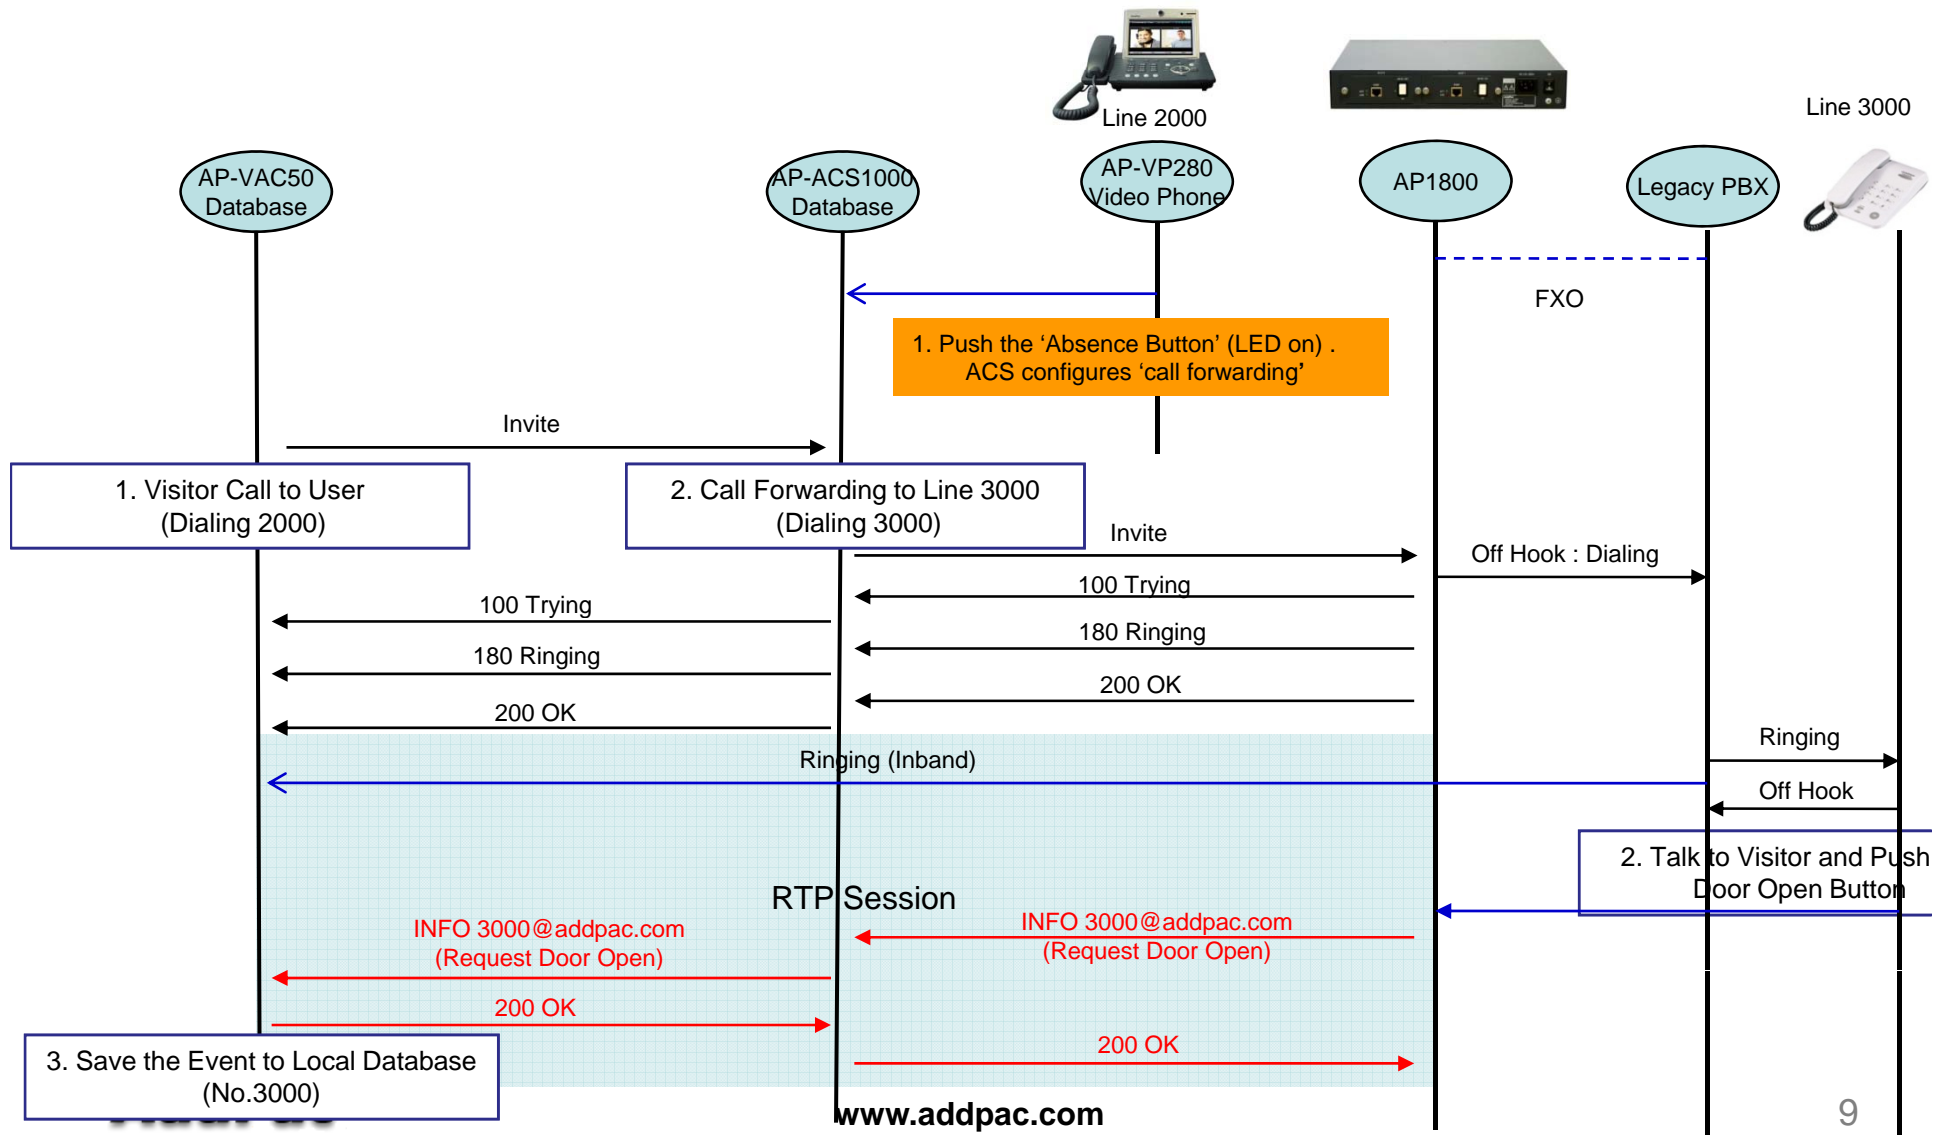 Line 2000
Line 3000
AP-VAC50
Database
AP-ACS1000
Database
AP-VP280
Video Phone
AP1800
Legacy PBX
FXO
1. Push the ‘Absence Button’ (LED on) .
ACS configures ‘call forwarding’
Invite
1. Visitor Call to User
(Dialing 2000)
2. Call Forwarding to Line 3000
(Dialing 3000)
Invite
Off Hook : Dialing
100 Trying
100 Trying
180 Ringing
180 Ringing
200 OK
200 OK
Ringing
Ringing (Inband)
Off Hook
2. Talk to Visitor and Push
Door Open Button
RTP Session
INFO 3000@addpac.com
(Request Door Open)
INFO 3000@addpac.com
(Request Door Open)
200 OK
200 OK
3. Save the Event to Local Database
(No.3000)
www.addpac.com
9